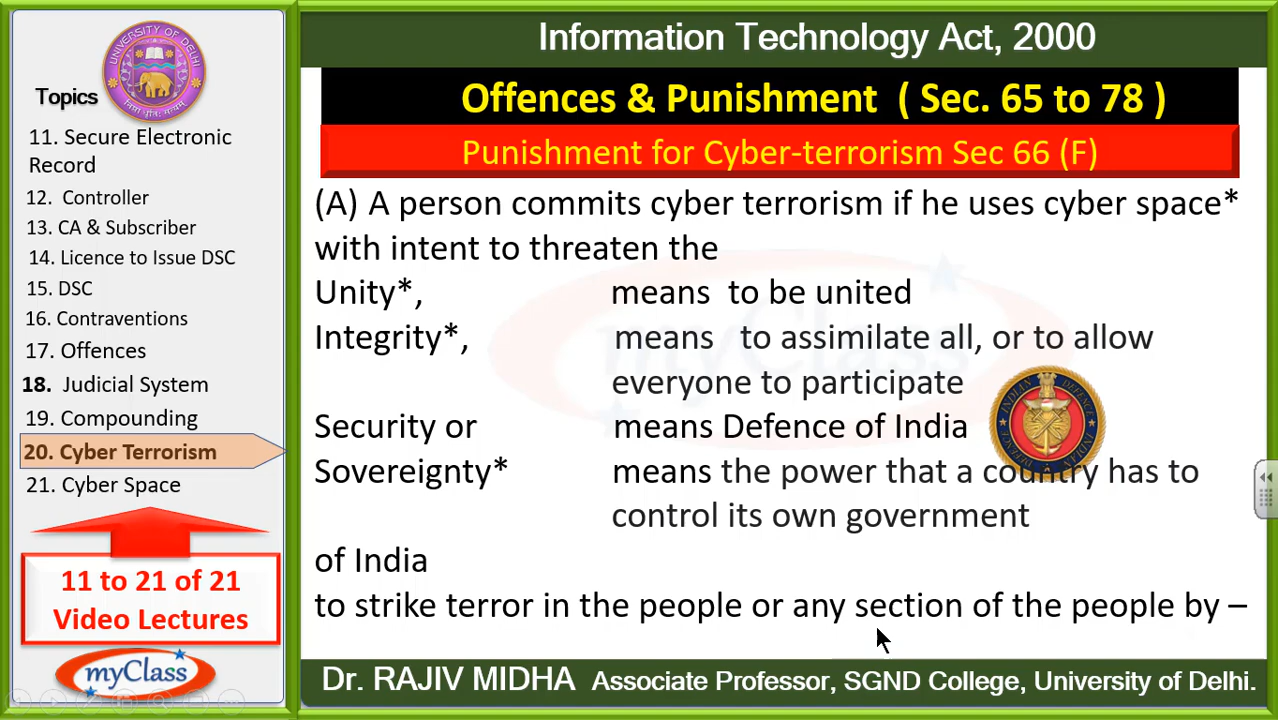 Topics
UNIVERSITY OF DELHI
11. Secure Electronic
Record
12. Controller
13. CA & Subscriber
14. Licence to Issue DSC
15. DSC
16. Contraventions
17. Offences
18. Judicial System
19. Compounding
20. Cyber Terrorism
21. Cyber Space
11 to 21 of 21
Video Lectures
myClass
Information Technology Act, 2000
Offences & Punishment ( Sec. 65 to 78 )
Punishment for Cyber-terrorism Sec 66 (F)
(A) A person commits cyber terrorism if he uses cyber space*
with intent to threaten the
Unity*, means to be united
Integrity*, means to assimilate all, or to allow
everyone to participate
Security or means Defence of India
Sovereignty* means the power that a country has to
control its own government
of India
to strike terror in the people or any section of the people by –
myClass
INDIAN DEFENCE
Dr. RAJIV MIDHA Associate Professor, SGND College, University of Delhi.